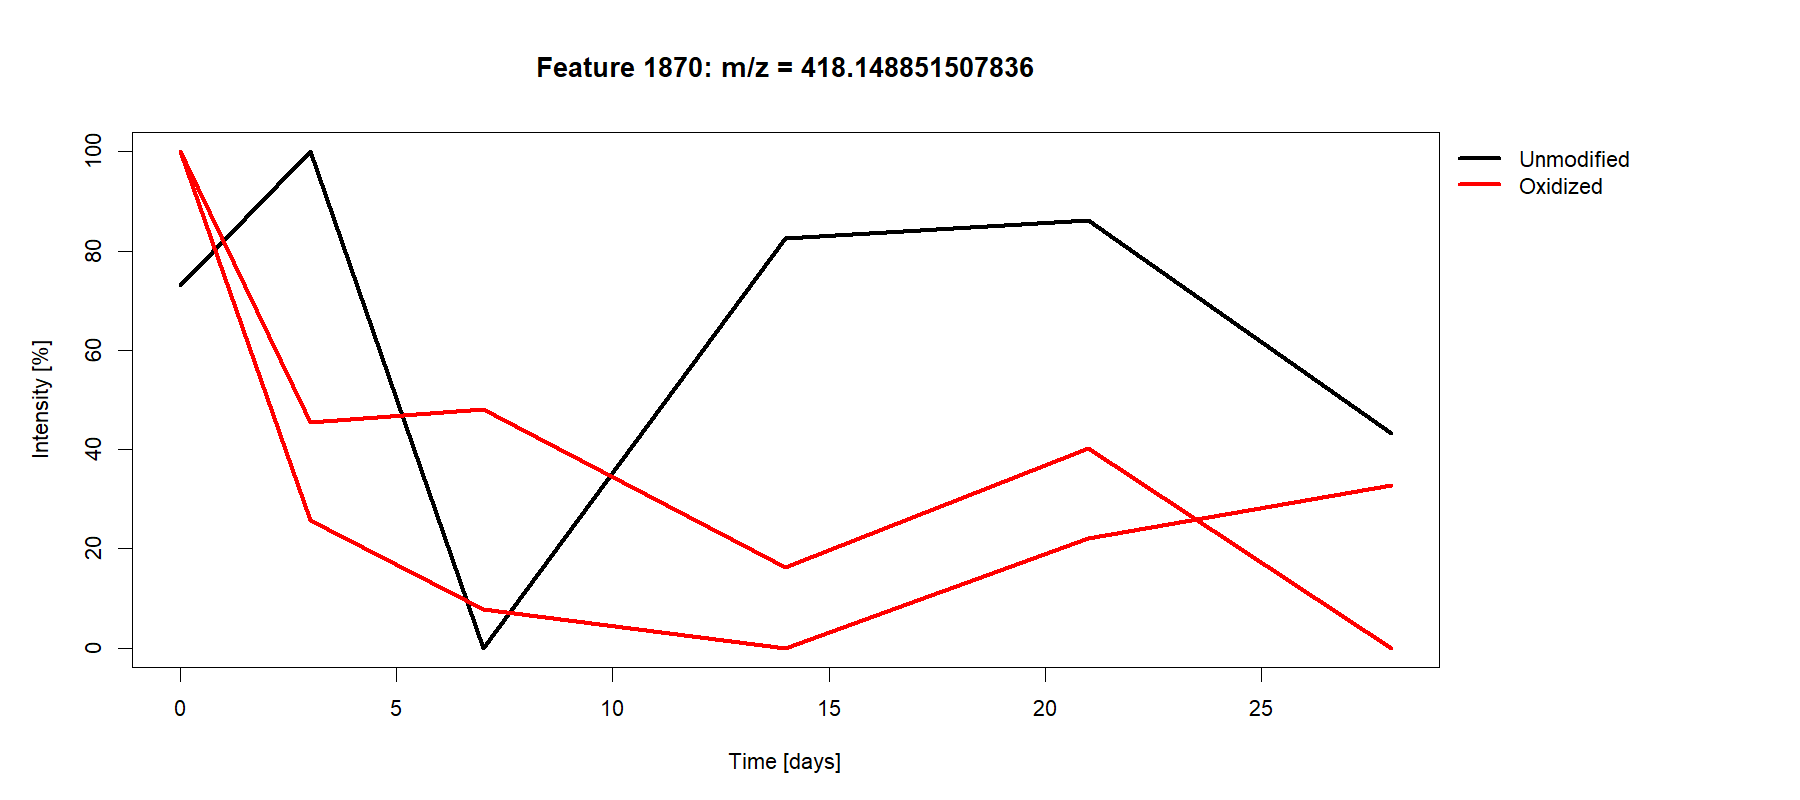 Feature 1870: m/z = 418.148851507836
Unmodified
Oxidized
Intensity [%]
100
80
60
40
20
0
0 5 10 15 20 25
Time [days]